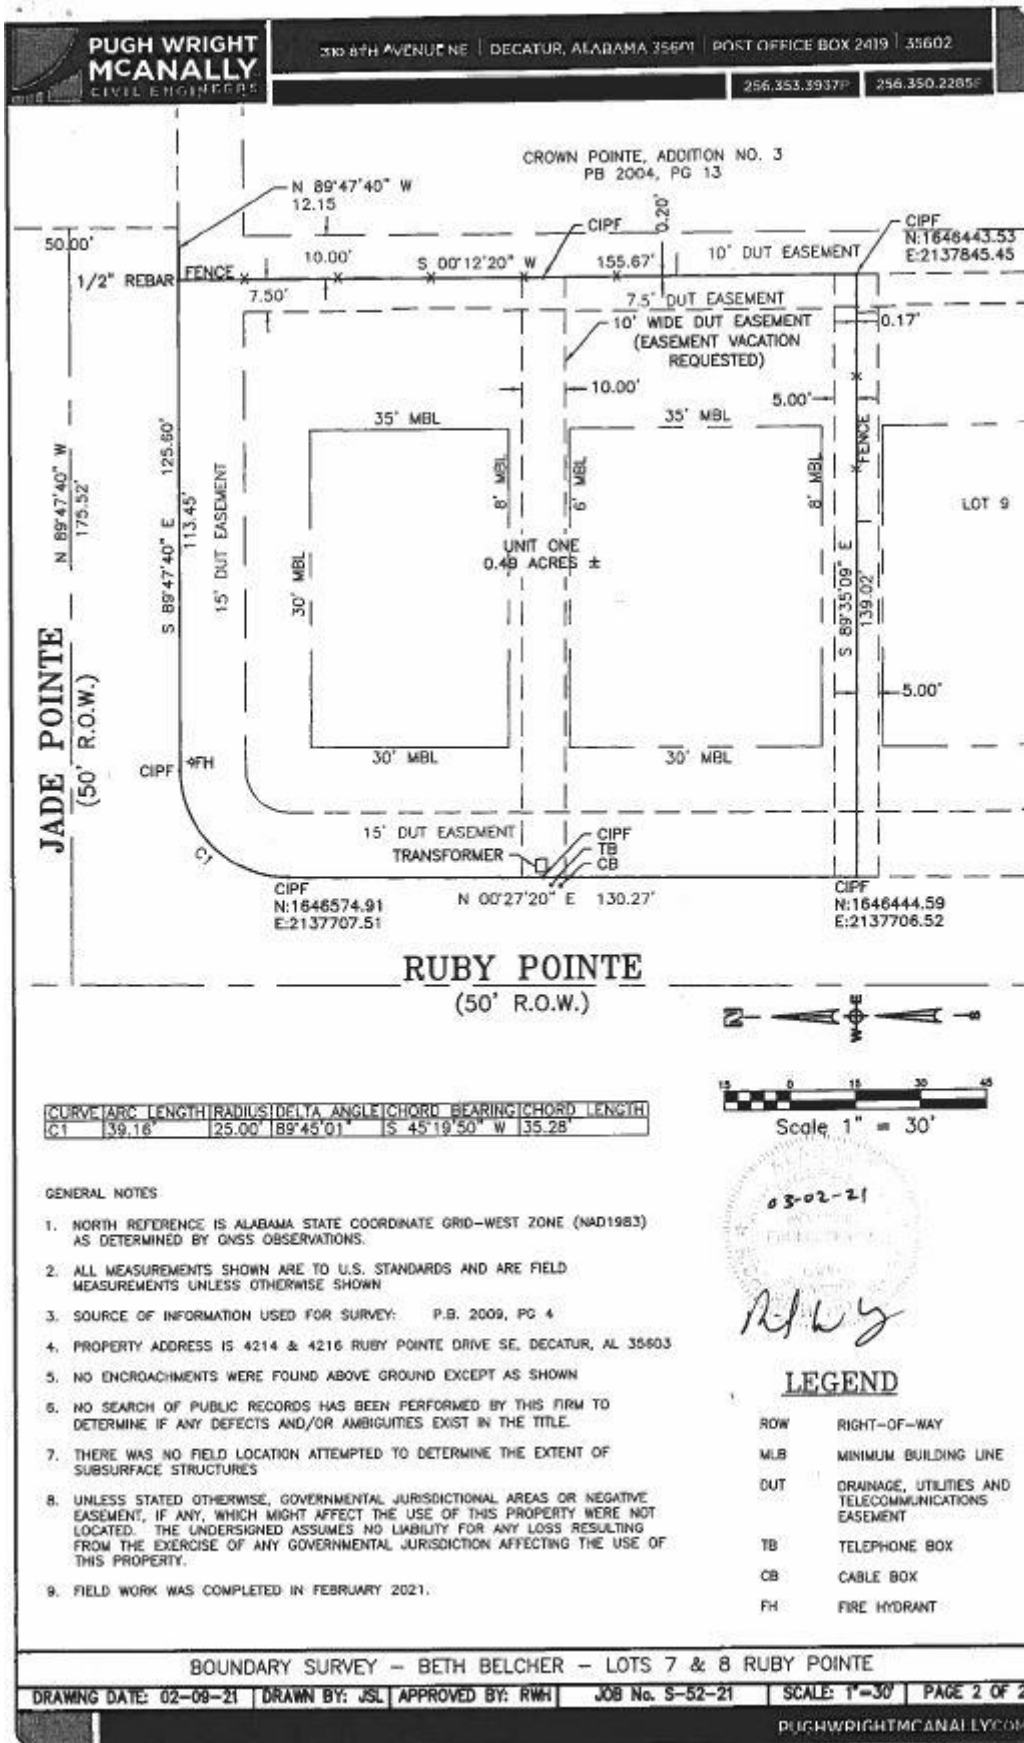 PUGH WRIGHT
MCANALLY
CIVIL ENGINEERS
310 8TH AVENUE NE | DECATUR, ALABAMA 35601 | POST OFFICE BOX 2419 | 35602
256.353.3937P 256.350.2285F
CROWN POINTE, ADDITION NO. 3
PB 2004, PG 13
N 89°47'40" W
12.15
0.20'
CIPF
CIPF
N:1646443.53
E:2137845.45
50.00'
1/2" REBAR
FENCE
10.00'
S 00°12'20" W
155.67'
10' DUT EASEMENT
7.50'
7.5' DUT EASEMENT
10' WIDE DUT EASEMENT
(EASEMENT VACATION
REQUESTED)
0.17'
10.00'
5.00'
35' MBL
35' MBL
N 89°47'40" W
175.52'
S 89°47'40" E 125.60'
113.45'
15' DUT EASEMENT
30' MBL
8' MBL
6' MBL
8' MBL
FENCE
LOT 9
UNIT ONE
0.49 ACRES ±
S 89°35'09" E
139.02'
5.00'
JADE POINTE
(50' R.O.W.)
30' MBL
30' MBL
CIPF
FH
C1
15' DUT EASEMENT
TRANSFORMER
CIPF
TB
CB
CIPF
N:1646574.91
E:2137707.51
N 00°27'20" E 130.27'
CIPF
N:1646444.59
E:2137706.52
RUBY POINTE
(50' R.O.W.)
N
E
W
S
15 0 15 30 45
Scale 1" = 30'
CURVE ARC LENGTH RADIUS DELTA ANGLE CHORD BEARING CHORD LENGTH
C1 39.16' 25.00' 89°45'01" S 45°19'50" W 35.28'
03-02-21
GENERAL NOTES
1. NORTH REFERENCE IS ALABAMA STATE COORDINATE GRID-WEST ZONE (NAD1983)
AS DETERMINED BY GNSS OBSERVATIONS.
2. ALL MEASUREMENTS SHOWN ARE TO U.S. STANDARDS AND ARE FIELD
MEASUREMENTS UNLESS OTHERWISE SHOWN
3. SOURCE OF INFORMATION USED FOR SURVEY: P.B. 2009, PG 4
4. PROPERTY ADDRESS IS 4214 & 4216 RUBY POINTE DRIVE SE, DECATUR, AL 35603
5. NO ENCROACHMENTS WERE FOUND ABOVE GROUND EXCEPT AS SHOWN
6. NO SEARCH OF PUBLIC RECORDS HAS BEEN PERFORMED BY THIS FIRM TO
DETERMINE IF ANY DEFECTS AND/OR AMBIGUITIES EXIST IN THE TITLE.
7. THERE WAS NO FIELD LOCATION ATTEMPTED TO DETERMINE THE EXTENT OF
SUBSURFACE STRUCTURES
8. UNLESS STATED OTHERWISE, GOVERNMENTAL JURISDICTIONAL AREAS OR NEGATIVE
EASEMENT, IF ANY, WHICH MIGHT AFFECT THE USE OF THIS PROPERTY WERE NOT
LOCATED. THE UNDERSIGNED ASSUMES NO LIABILITY FOR ANY LOSS RESULTING
FROM THE EXERCISE OF ANY GOVERNMENTAL JURISDICTION AFFECTING THE USE OF
THIS PROPERTY.
9. FIELD WORK WAS COMPLETED IN FEBRUARY 2021.
LEGEND
ROW RIGHT-OF-WAY
MLB MINIMUM BUILDING LINE
DUT DRAINAGE, UTILITIES AND
TELECOMMUNICATIONS
EASEMENT
TB TELEPHONE BOX
CB CABLE BOX
FH FIRE HYDRANT
BOUNDARY SURVEY - BETH BELCHER - LOTS 7 & 8 RUBY POINTE
DRAWING DATE: 02-09-21 DRAWN BY: JSL APPROVED BY: RWH JOB No. S-52-21 SCALE: 1"=30' PAGE 2 OF 2
PUGHWRIGHTMCANALLY.COM